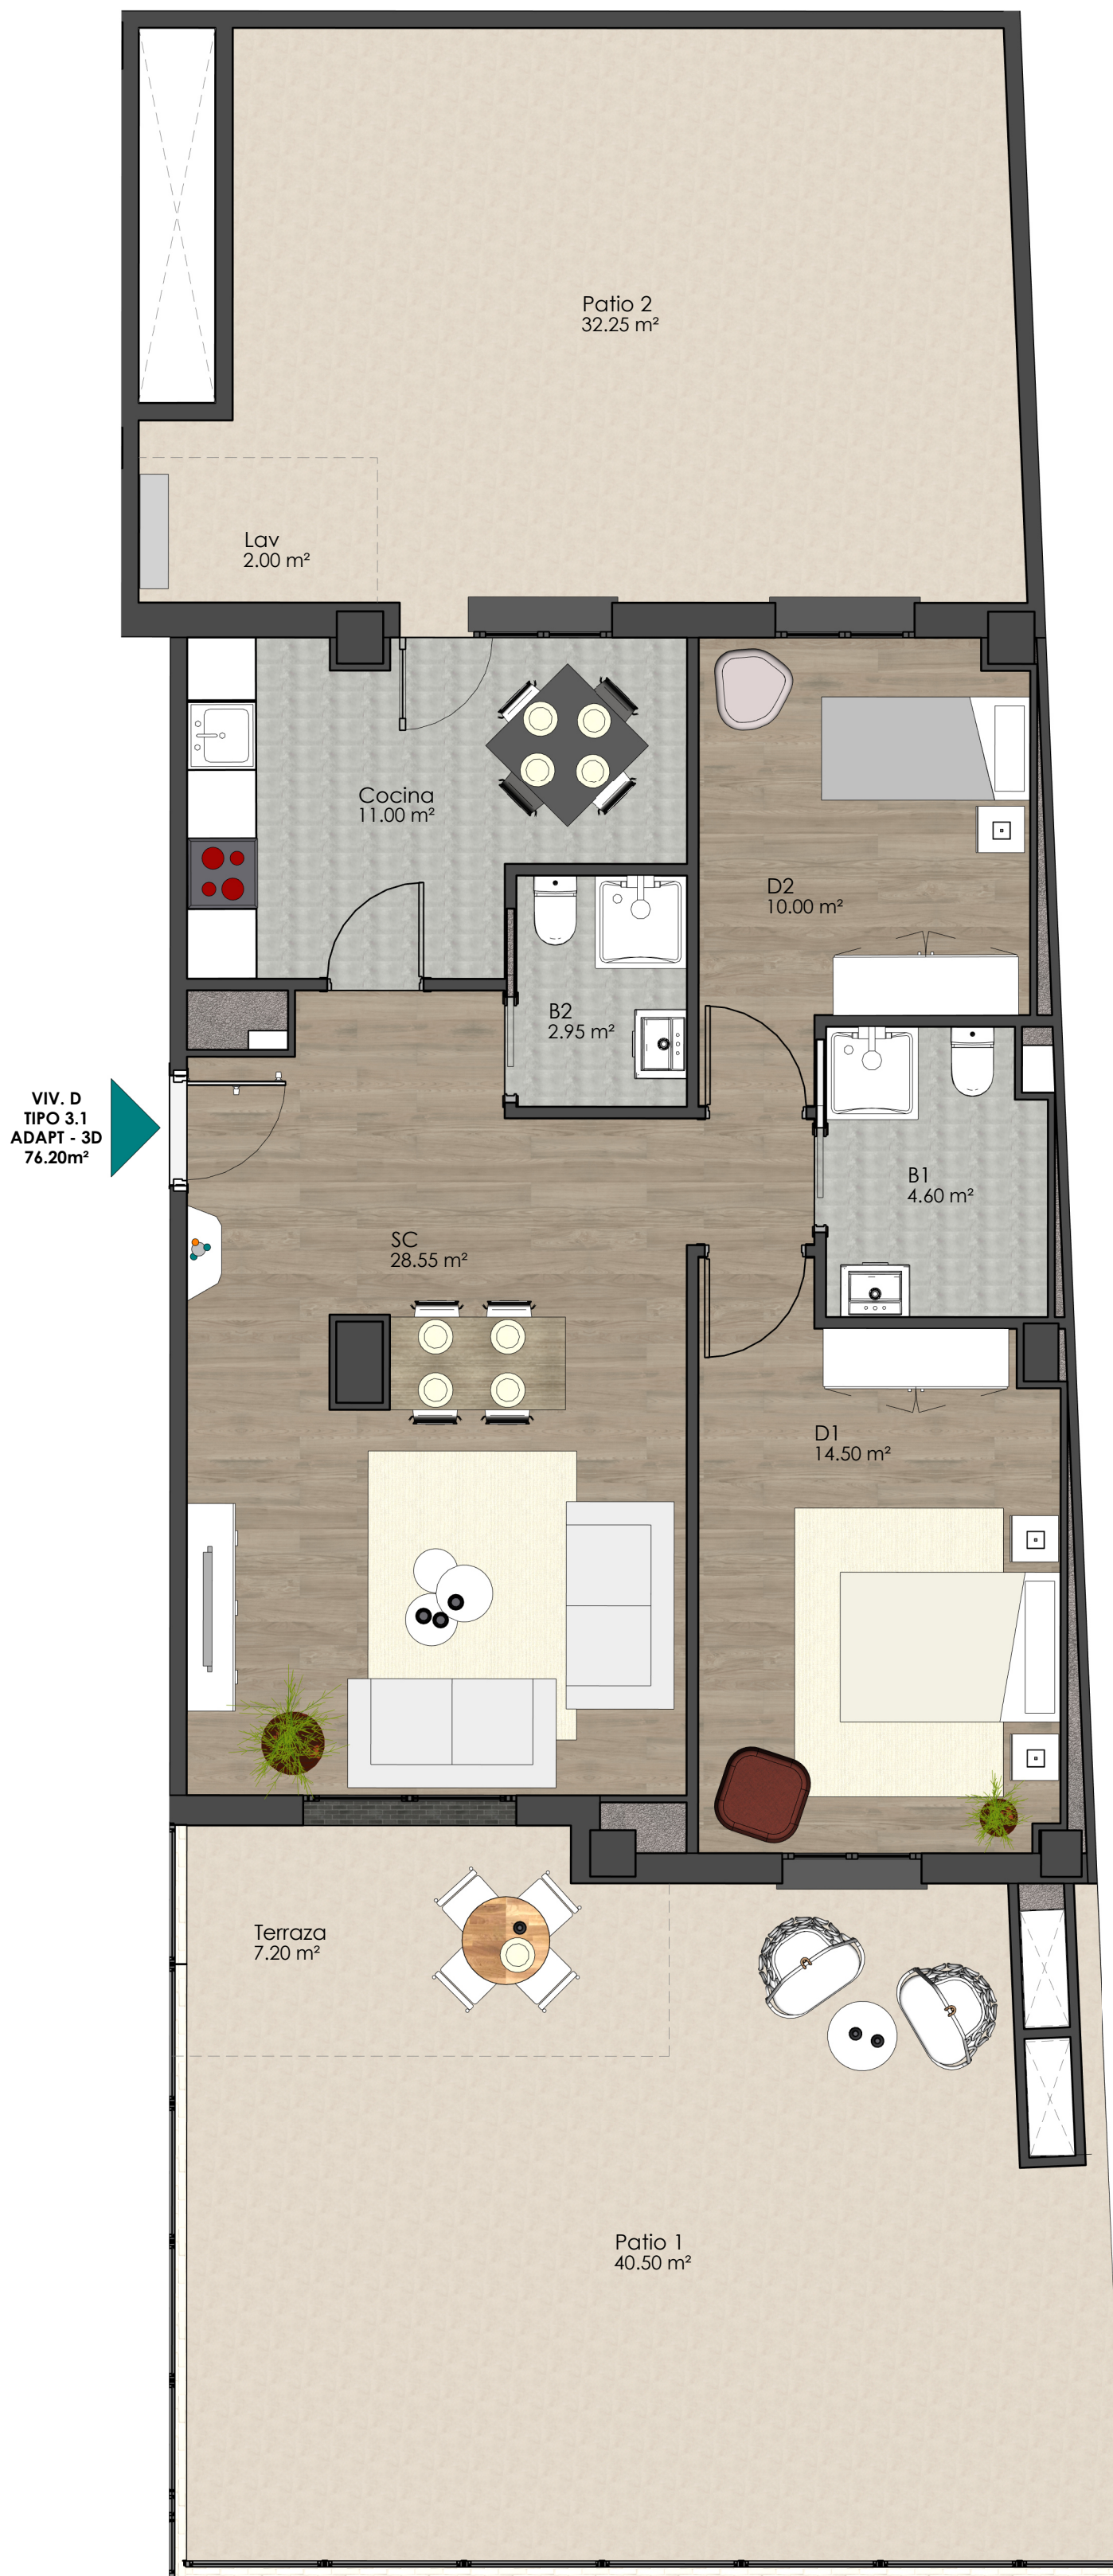 Patio 2
32.25 m²
Lav
2.00 m²
Cocina
11.00 m²
D2
10.00 m²
B2
2.95 m²
VIV. D
TIPO 3.1
ADAPT - 3D
76.20m²
B1
4.60 m²
SC
28.55 m²
D1
14.50 m²
Terraza
7.20 m²
Patio 1
40.50 m²